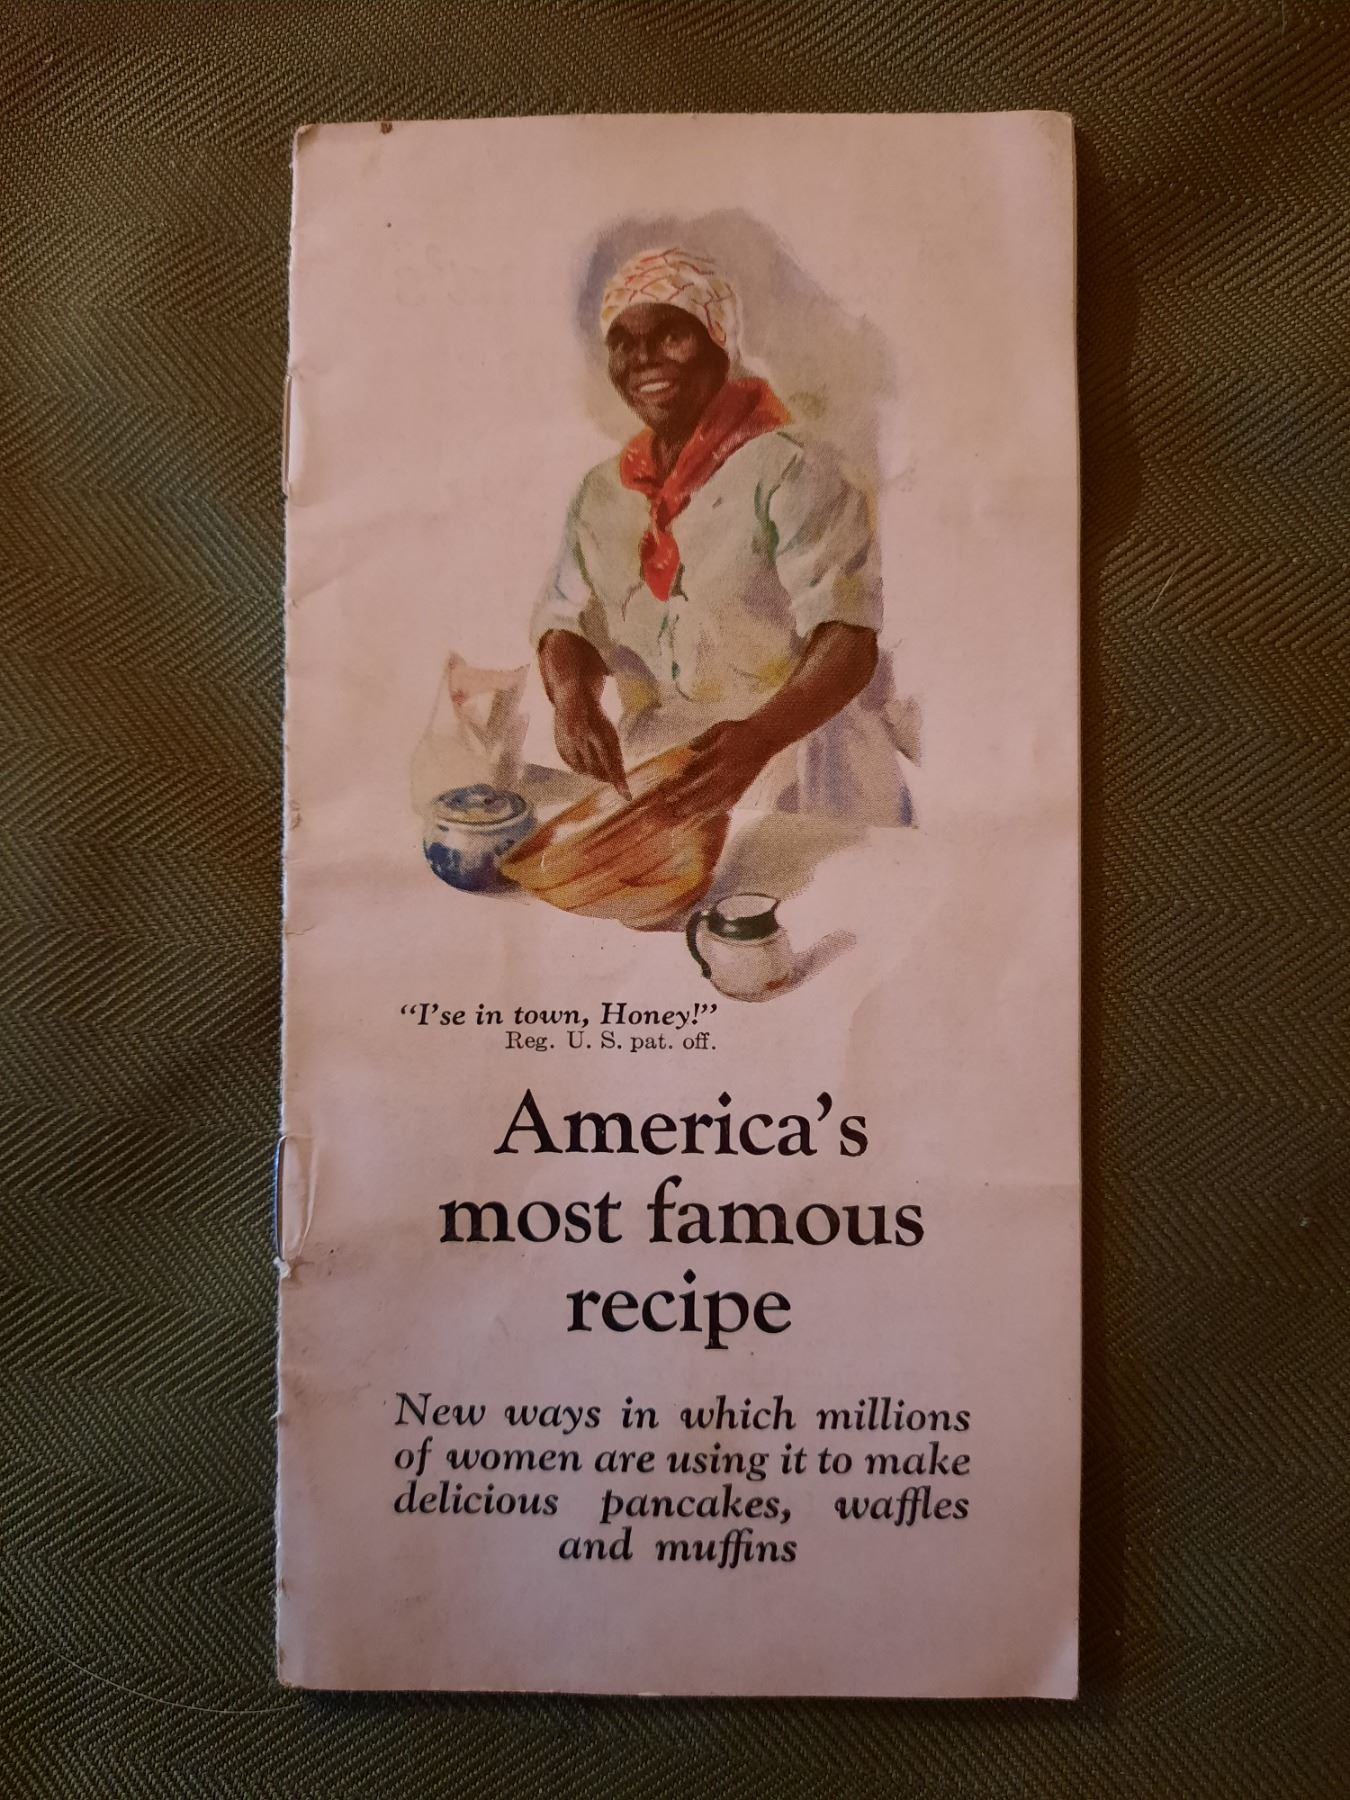 “I’se in town, Honey!”
Reg. U. S. pat. off.
America’s
most famous
recipe
New ways in which millions
of women are using it to make
delicious pancakes, waffles
and muffins